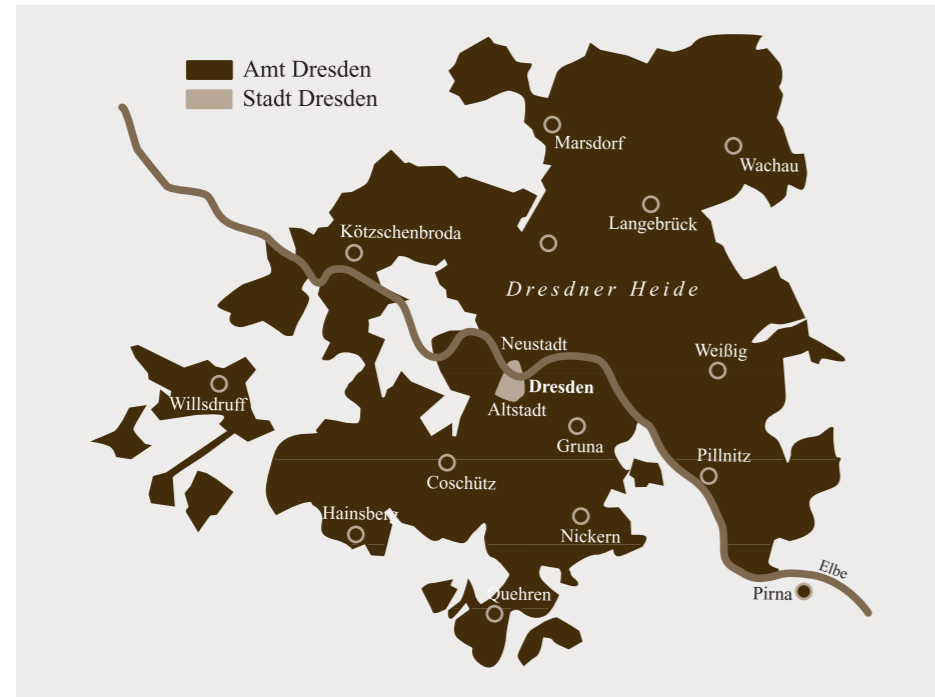 Amt Dresden
Stadt Dresden
Marsdorf
Wachau
Langebrück
Kötzschenbroda
Dresdner Heide
Neustadt
Weißig
Dresden
Willsdruff
Altstadt
Gruna
Pillnitz
Coschütz
Hainsberg
Nickern
Elbe
Pirna
Quehren